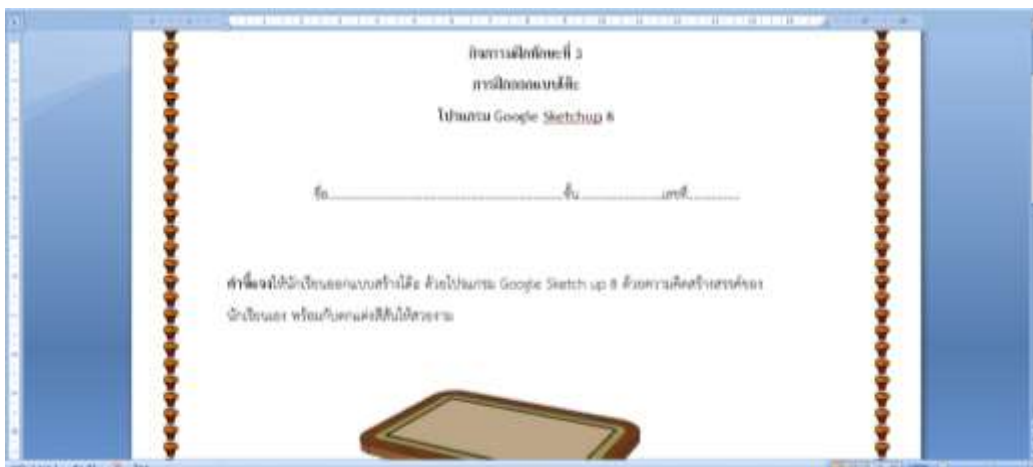 กิจกรรมฝึกทักษะที่ 3
การฝึกออกแบบโต๊ะ
โปรแกรม Google Sketchup 8
ชื่อ........................................ชั้น....................เลขที่............
คำชี้แจงให้นักเรียนออกแบบสร้างโต๊ะ ด้วยโปรแกรม Google Sketch up 8 ด้วยความคิดสร้างสรรค์ของ
นักเรียนเอง พร้อมกับตกแต่งสีสันให้สวยงาม